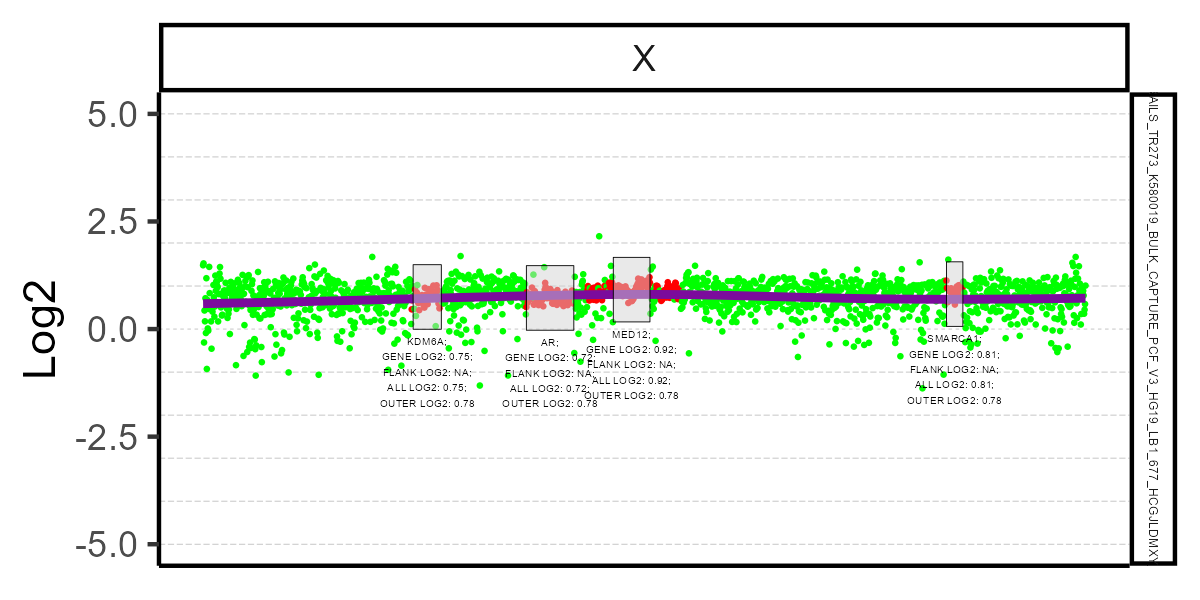 X
Log2
5.0
2.5
0.0
-2.5
-5.0
KDM6A;
GENE LOG2: 0.75;
FLANK LOG2: NA;
ALL LOG2: 0.75;
OUTER LOG2: 0.78
AR;
GENE LOG2: 0.72;
FLANK LOG2: NA;
ALL LOG2: 0.72;
OUTER LOG2: 0.78
MED12;
GENE LOG2: 0.92;
FLANK LOG2: NA;
ALL LOG2: 0.92;
OUTER LOG2: 0.78
SMARCA1;
GENE LOG2: 0.81;
FLANK LOG2: NA;
ALL LOG2: 0.81;
OUTER LOG2: 0.78
AILS_TR273_K580019_BULK_CAPTURE_PCF_V3_HG19_LB1_677_HCGJLDMXY